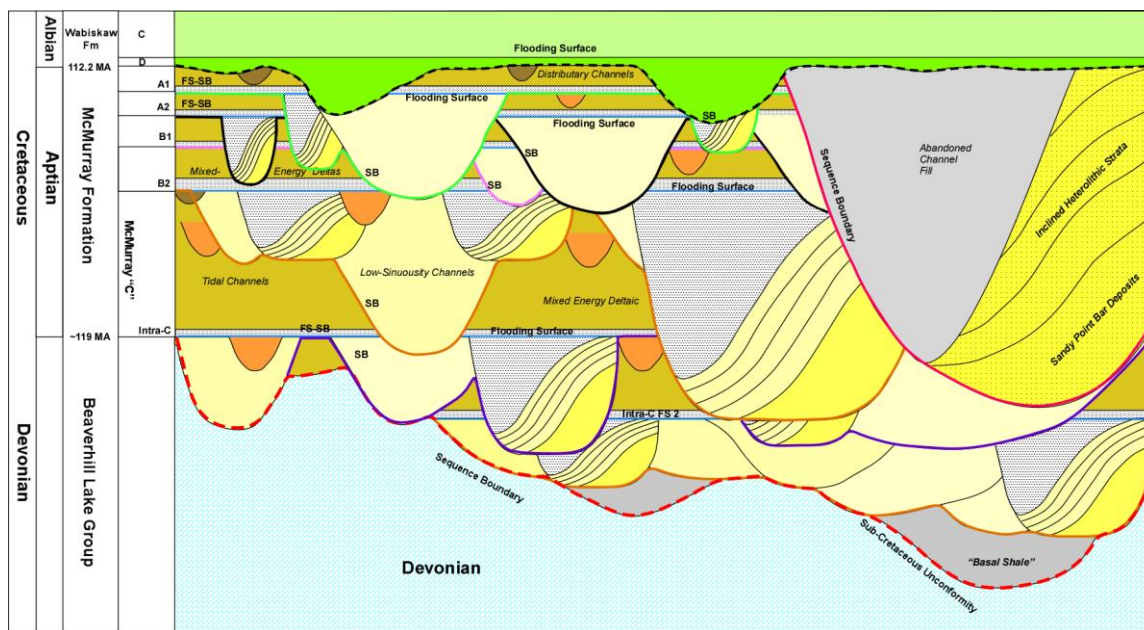 Cretaceous
Devonian
Albian
Aptian
Wabiskaw
Fm
112.2 MA
McMurray Formation
~119 MA
Beaverhill Lake Group
C
D
A1
A2
B1
B2
McMurray
"C"
Intra-C
Flooding Surface
FS-SB
Distributary Channels
FS-SB
Flooding Surface
SB
Flooding Surface
Mixed-
Energy Deltas
SB
SB
SB
Flooding Surface
Sequence Boundary
Abandoned
Channel
Fill
Inclined Heterolithic Strata
Sandy Point Bar Deposits
Tidal Channels
Low-Sinuousity Channels
SB
Mixed Energy Deltaic
FS-SB
Flooding Surface
SB
Intra-C FS 2
Sequence Boundary
Sub-Cretaceous Unconformity
"Basal Shale"
Devonian